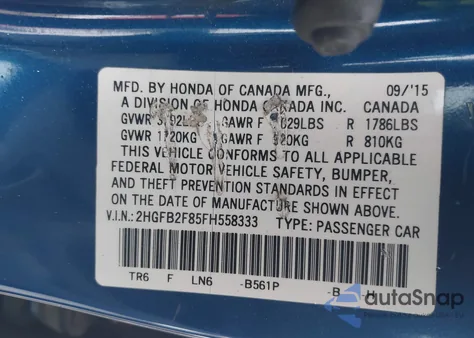 MFD. BY HONDA OF CANADA MFG., 09/'15
A DIVISION OF HONDA CANADA INC. CANADA
GVWR GAWR F R 1786LBS
GVWR GAWR F R 810KG
THIS VEHICLE CONFORMS TO ALL APPLICABLE
FEDERAL MOTOR VEHICLE SAFETY, BUMPER,
AND THEFT PREVENTION STANDARDS IN EFFECT
ON THE DATE OF MANUFACTURE SHOWN ABOVE.
V.I.N.: 2HGFB2F85FH558333 TYPE: PASSENGER CAR
TR6 F LN6 -B561P -B H
autoSnap